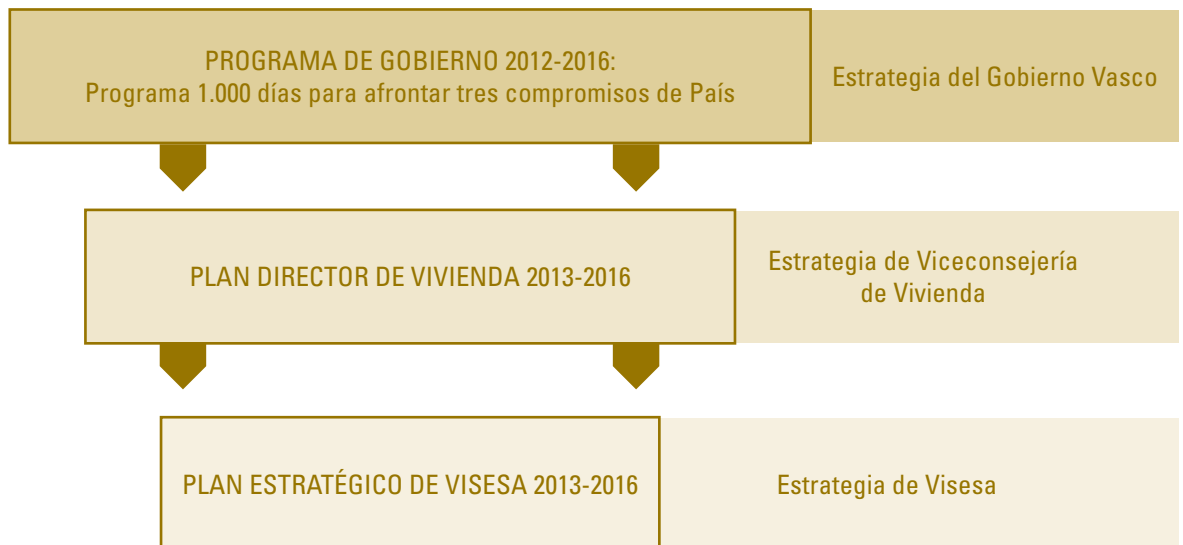 PROGRAMA DE GOBIERNO 2012-2016:
Programa 1.000 días para afrontar tres compromisos de País
Estrategia del Gobierno Vasco
PLAN DIRECTOR DE VIVIENDA 2013-2016
Estrategia de Viceconsejería
de Vivienda
PLAN ESTRATÉGICO DE VISESA 2013-2016
Estrategia de Visesa